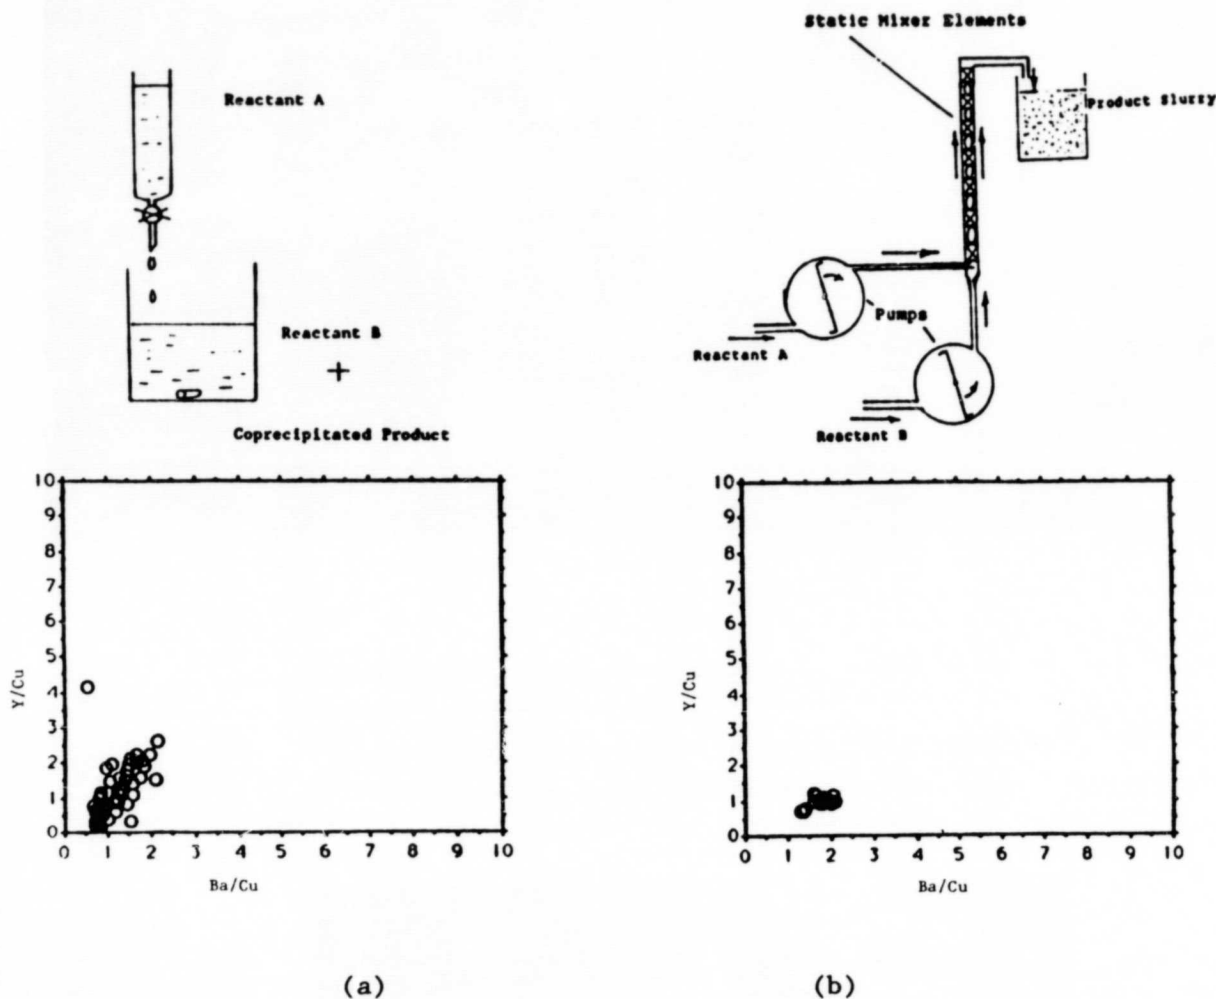 Static Mixer Elements
Reactant A
Product Slurry
Reactant B
+
Coprecipitated Product
Pumps
Reactant A
Reactant B
10
9
8
7
6
5
4
3
2
1
0
Y/Cu
0 1 2 3 4 5 6 7 8 9 10
Ba/Cu
10
9
8
7
6
5
4
3
2
1
0
Y/Cu
0 1 2 3 4 5 6 7 8 9 10
Ba/Cu
(a)
(b)